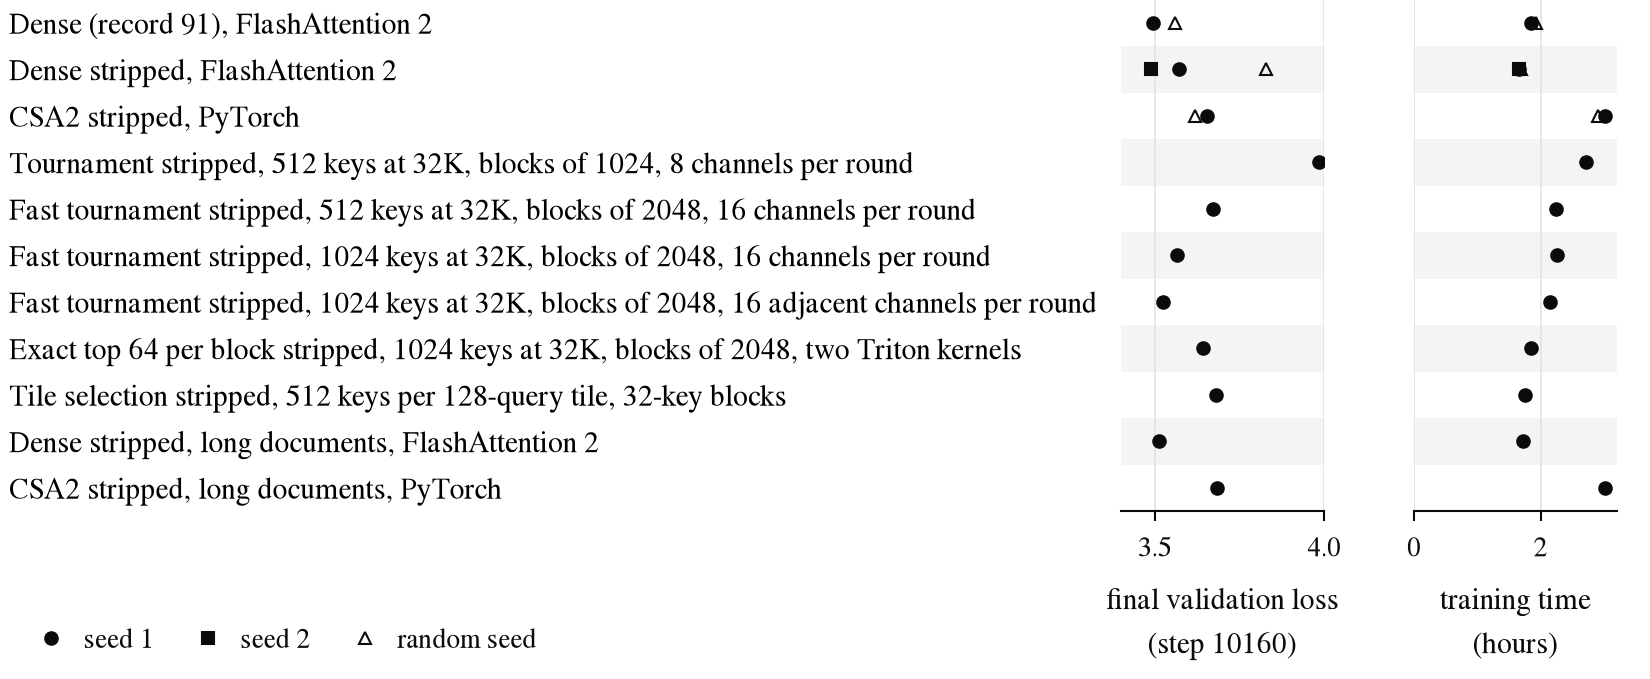 Dense (record 91), FlashAttention 2
Dense stripped, FlashAttention 2
CSA2 stripped, PyTorch
Tournament stripped, 512 keys at 32K, blocks of 1024, 8 channels per round
Fast tournament stripped, 512 keys at 32K, blocks of 2048, 16 channels per round
Fast tournament stripped, 1024 keys at 32K, blocks of 2048, 16 channels per round
Fast tournament stripped, 1024 keys at 32K, blocks of 2048, 16 adjacent channels per round
Exact top 64 per block stripped, 1024 keys at 32K, blocks of 2048, two Triton kernels
Tile selection stripped, 512 keys per 128-query tile, 32-key blocks
Dense stripped, long documents, FlashAttention 2
CSA2 stripped, long documents, PyTorch
3.5 4.0 0 2
final validation loss training time
(step 10160) (hours)
seed 1 seed 2 random seed